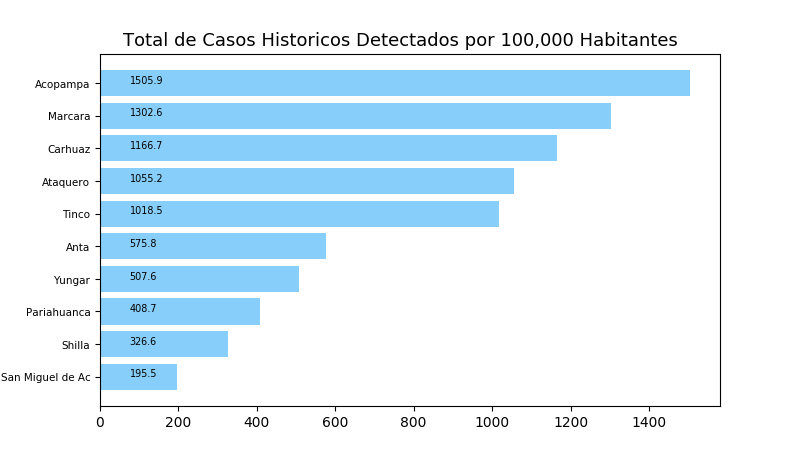 Total de Casos Historicos Detectados por 100,000 Habitantes
Acopampa 1505.9
Marcara 1302.6
Carhuaz 1166.7
Ataquero 1055.2
Tinco 1018.5
Anta 575.8
Yungar 507.6
Pariahuanca 408.7
Shilla 326.6
San Miguel de Ac 195.5
0 200 400 600 800 1000 1200 1400